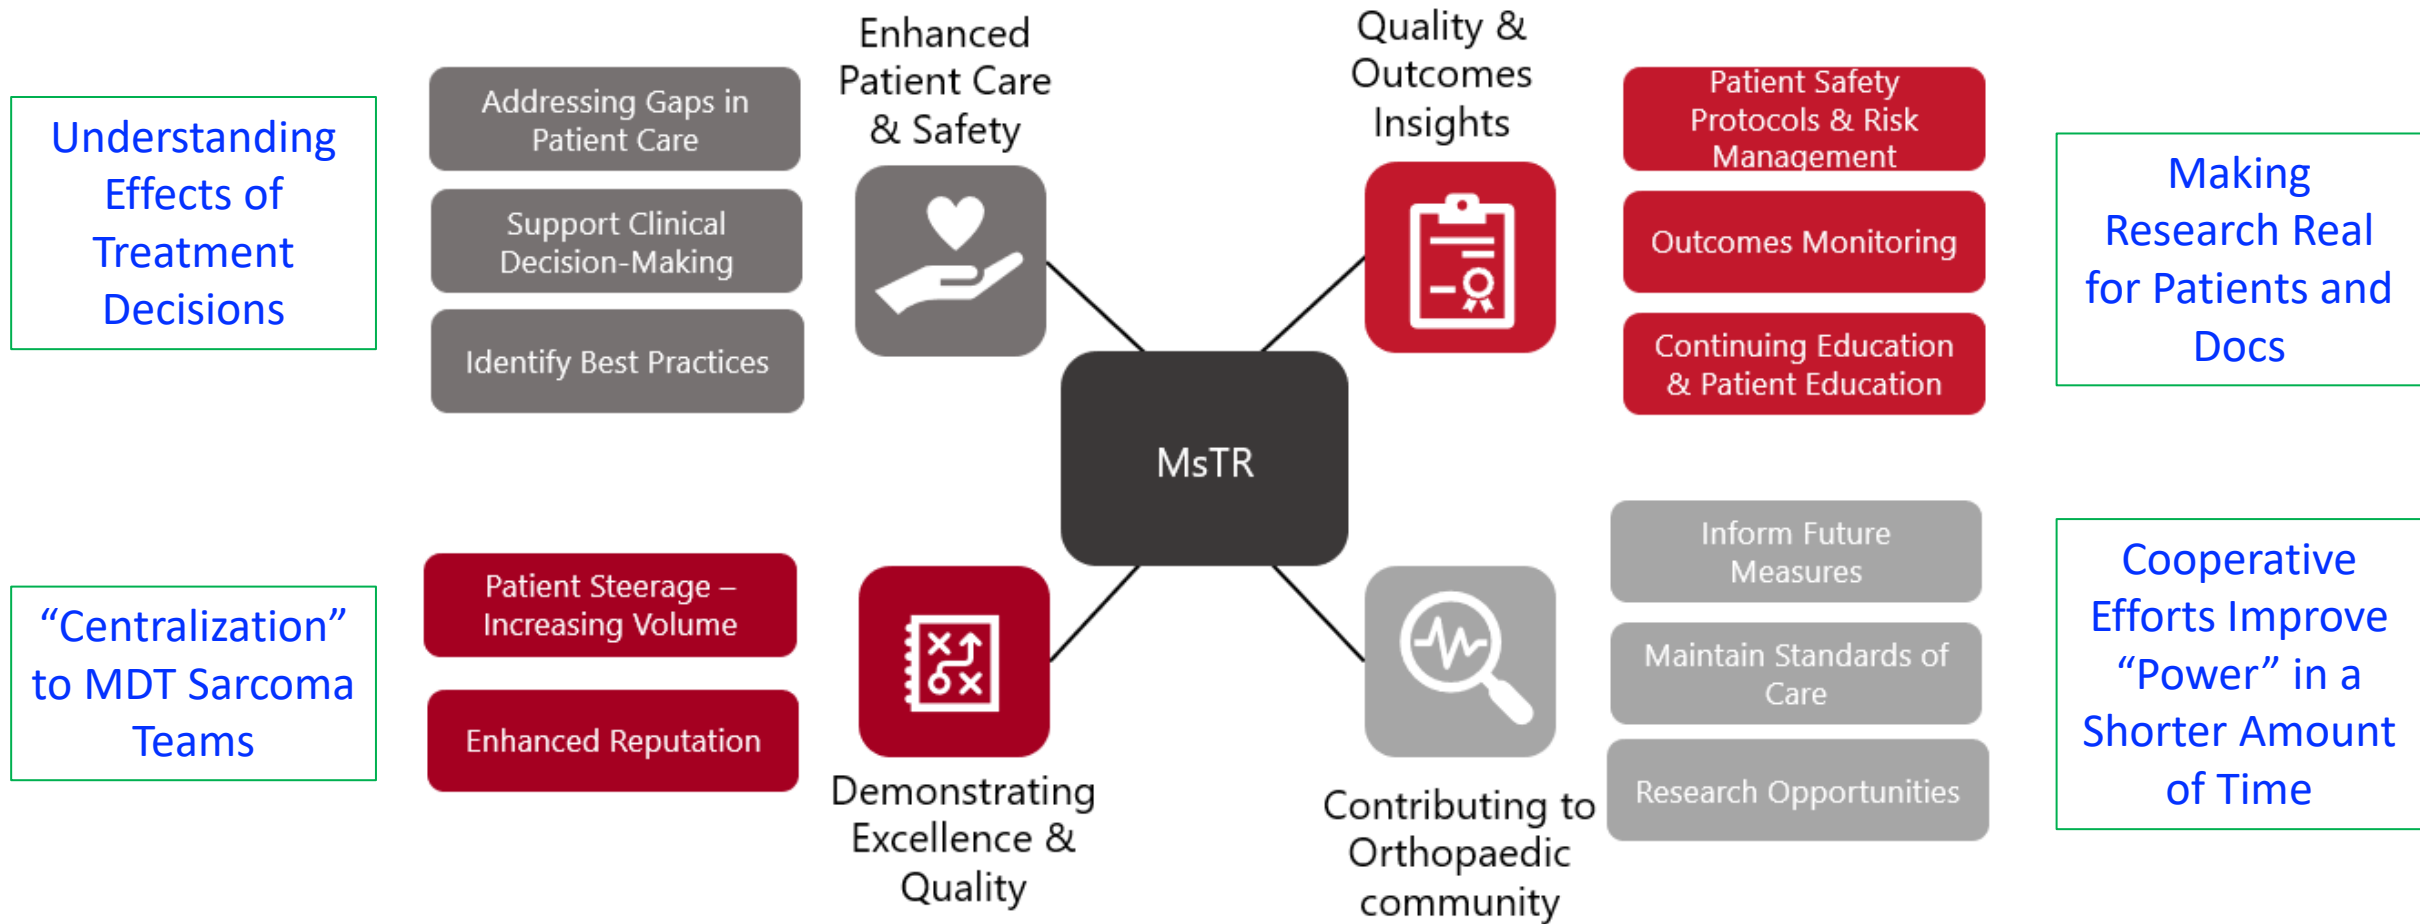 Understanding
Effects of
Treatment
Decisions
Addressing Gaps in
Patient Care
Support Clinical
Decision-Making
Identify Best Practices
Enhanced
Patient Care
& Safety
Quality &
Outcomes
Insights
Patient Safety
Protocols & Risk
Management
Outcomes Monitoring
Continuing Education
& Patient Education
Making
Research Real
for Patients and
Docs
MsTR
“Centralization”
to MDT Sarcoma
Teams
Patient Steerage –
Increasing Volume
Enhanced Reputation
Demonstrating
Excellence &
Quality
Contributing to
Orthopaedic
community
Inform Future
Measures
Maintain Standards of
Care
Research Opportunities
Cooperative
Efforts Improve
“Power” in a
Shorter Amount
of Time